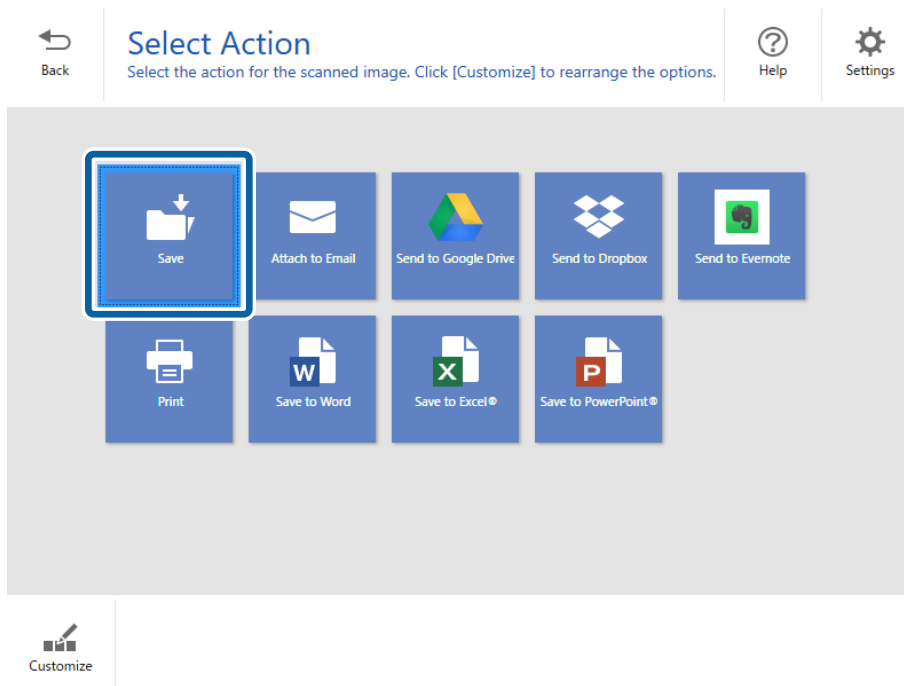 Back
Select Action
Select the action for the scanned image. Click [Customize] to rearrange the options.
Help
Settings
Save
Attach to Email
Send to Google Drive
Send to Dropbox
Send to Evernote
Print
W
Save to Word
X
Save to Excel®
P
Save to PowerPoint®
Customize